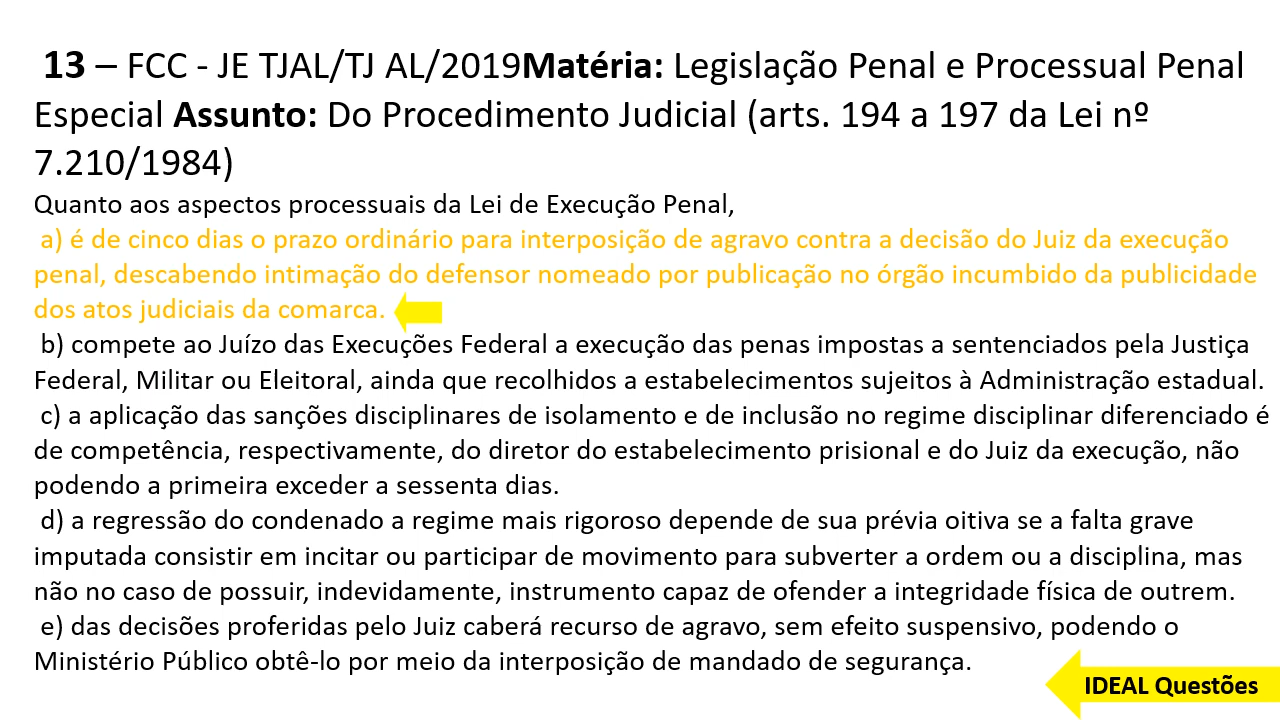 13 – FCC - JE TJAL/TJ AL/2019Matéria: Legislação Penal e Processual Penal
Especial Assunto: Do Procedimento Judicial (arts. 194 a 197 da Lei nº
7.210/1984)
Quanto aos aspectos processuais da Lei de Execução Penal,
a) é de cinco dias o prazo ordinário para interposição de agravo contra a decisão do Juiz da execução
penal, descabendo intimação do defensor nomeado por publicação no órgão incumbido da publicidade
dos atos judiciais da comarca.
b) compete ao Juízo das Execuções Federal a execução das penas impostas a sentenciados pela Justiça
Federal, Militar ou Eleitoral, ainda que recolhidos a estabelecimentos sujeitos à Administração estadual.
c) a aplicação das sanções disciplinares de isolamento e de inclusão no regime disciplinar diferenciado é
de competência, respectivamente, do diretor do estabelecimento prisional e do Juiz da execução, não
podendo a primeira exceder a sessenta dias.
d) a regressão do condenado a regime mais rigoroso depende de sua prévia oitiva se a falta grave
imputada consistir em incitar ou participar de movimento para subverter a ordem ou a disciplina, mas
não no caso de possuir, indevidamente, instrumento capaz de ofender a integridade física de outrem.
e) das decisões proferidas pelo Juiz caberá recurso de agravo, sem efeito suspensivo, podendo o
Ministério Público obtê-lo por meio da interposição de mandado de segurança.
IDEAL Questões